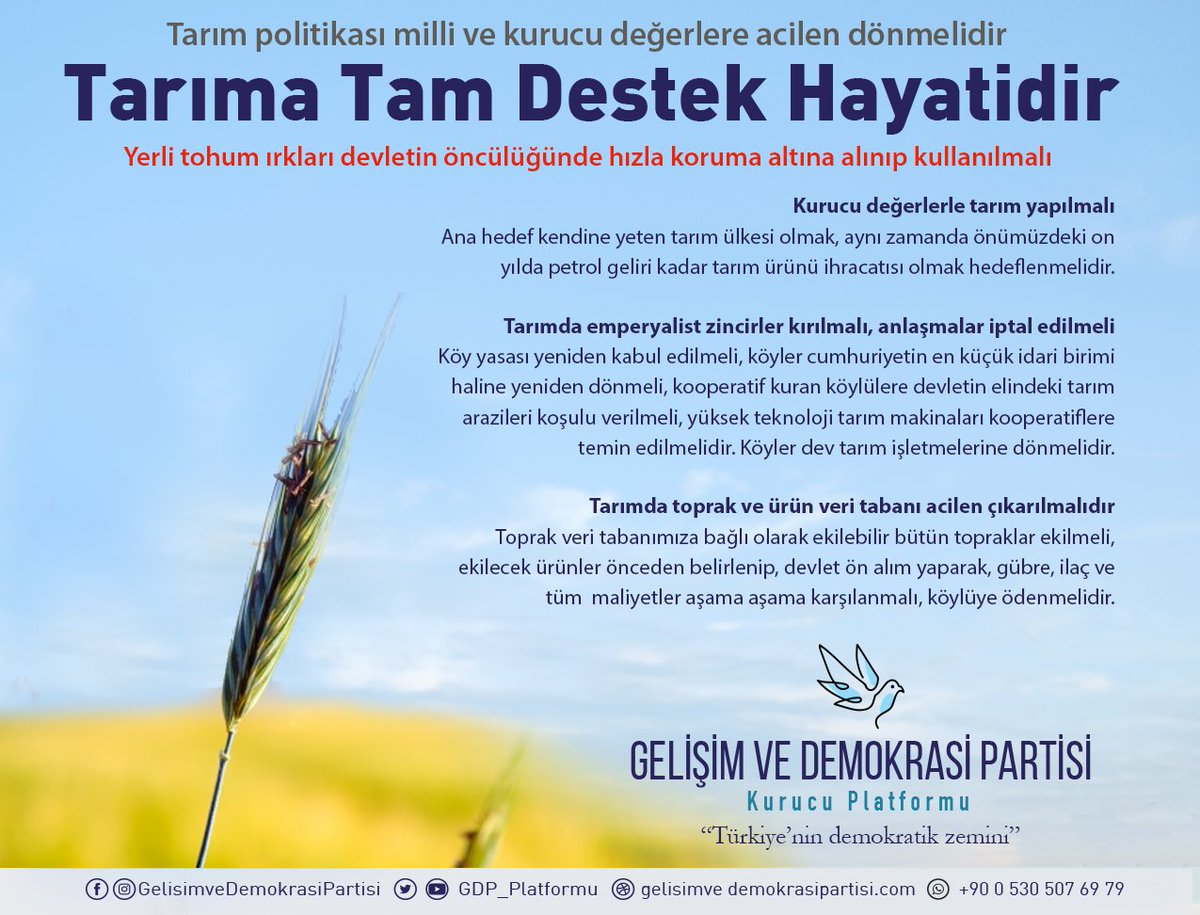 Tarım politikası milli ve kurucu değerlere acilen dönmelidir
Tarıma Tam Destek Hayatidir
Yerli tohum ırkları devletin öncülüğünde hızla koruma altına alınıp kullanılmalı
Kurucu değerlerle tarım yapılmalı
Ana hedef kendine yeten tarım ülkesi olmak, aynı zamanda önümüzdeki on
yılda petrol geliri kadar tarım ürünü ihracatısı olmak hedeflenmelidir.
Tarımda emperyalist zincirler kırılmalı, anlaşmalar iptal edilmeli
Köy yasası yeniden kabul edilmeli, köyler cumhuriyetin en küçük idari birimi
haline yeniden dönmeli, kooperatif kuran köylülere devletin elindeki tarım
arazileri koşulu verilmeli, yüksek teknoloji tarım makinaları kooperatiflere
temin edilmelidir. Köyler dev tarım işletmelerine dönmelidir.
Tarımda toprak ve ürün veri tabanı acilen çıkarılmalıdır
Toprak veri tabanımıza bağlı olarak ekilebilir bütün topraklar ekilmeli,
ekilecek ürünler önceden belirlenip, devlet ön alım yaparak, gübre, ilaç ve
tüm maliyetler aşama aşama karşılanmalı, köylüye ödenmelidir.
GELİŞİM VE DEMOKRASİ PARTİSİ
Kurucu Platformu
“Türkiye’nin demokratik zemini”
GelisimveDemokrasiPartisi GDP_Platformu gelisimve demokrasipartisi.com +90 0 530 507 69 79